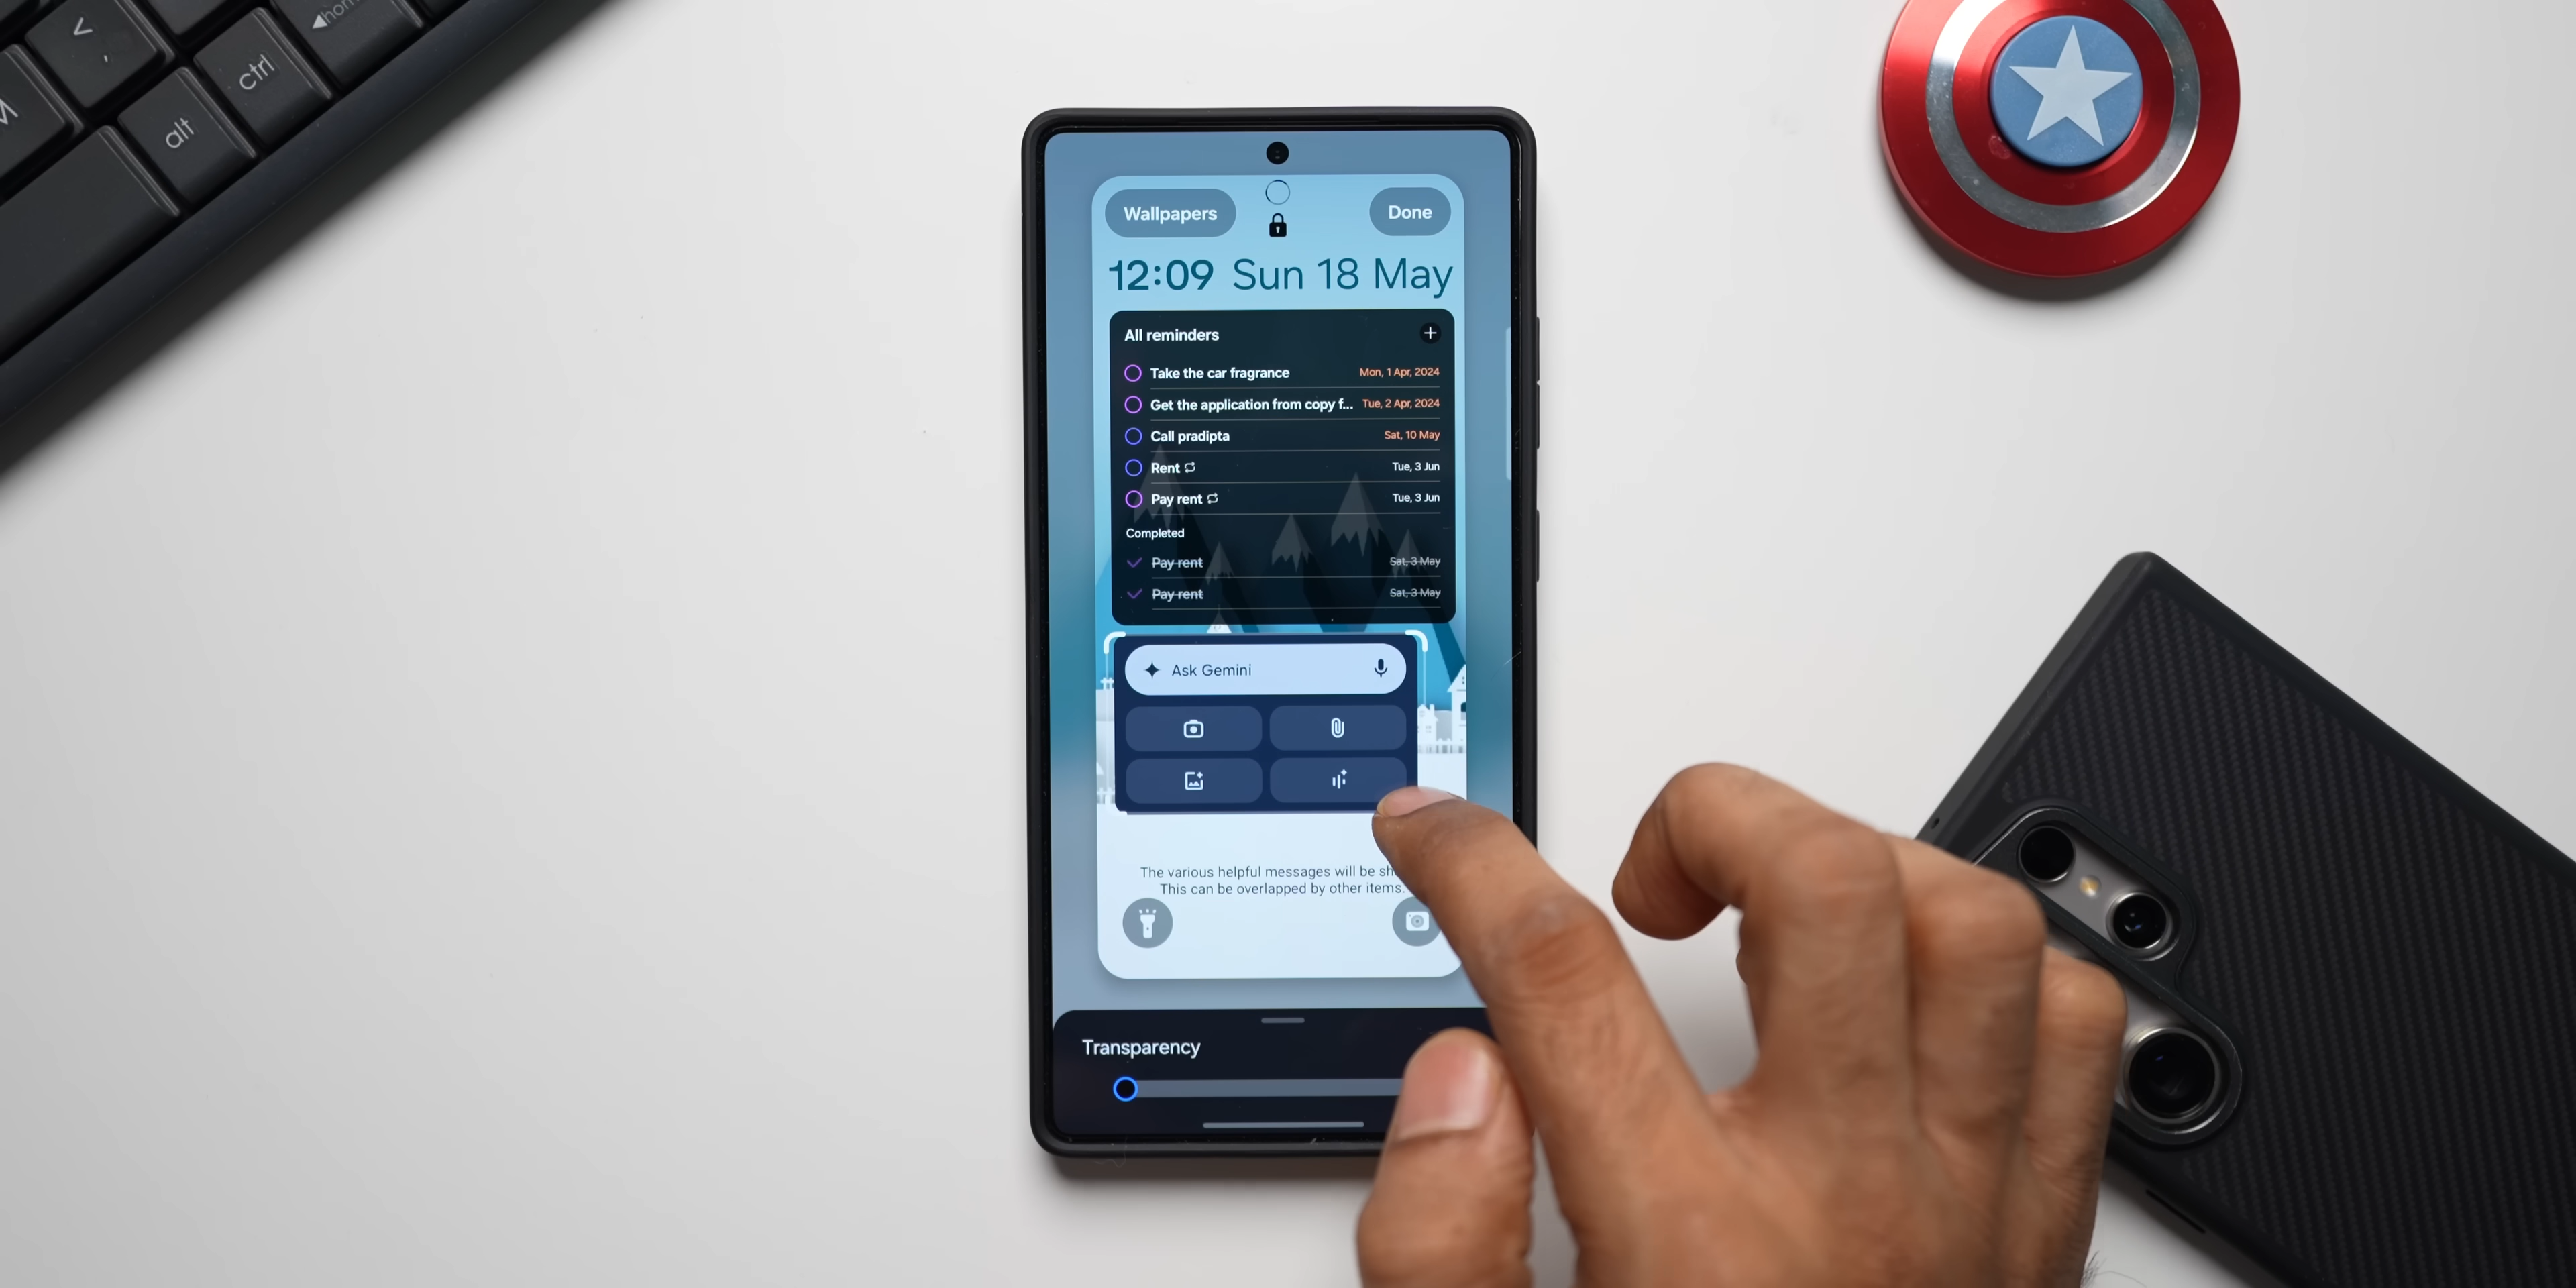 <
,
home
M
alt
ctrl
Wallpapers
Done
12:09 Sun 18 May
All reminders
+
Take the car fragrance Mon, 1 Apr, 2024
Get the application from copy f... Tue, 2 Apr, 2024
Call pradipta Sat, 10 May
Rent Tue, 3 Jun
Pay rent Tue, 3 Jun
Completed
Pay rent Sat, 3 May
Pay rent Sat, 3 May
Ask Gemini
The various helpful messages will be
This can be overlapped by other items.
Transparency